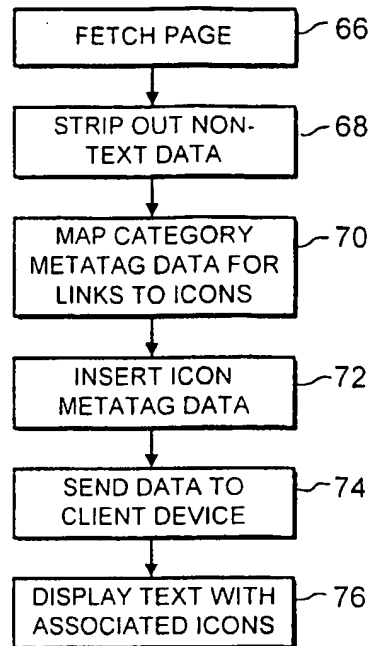 FETCH PAGE
66
STRIP OUT NON-
TEXT DATA
68
MAP CATEGORY
METATAG DATA FOR
LINKS TO ICONS
70
INSERT ICON
METATAG DATA
72
SEND DATA TO
CLIENT DEVICE
74
DISPLAY TEXT WITH
ASSOCIATED ICONS
76